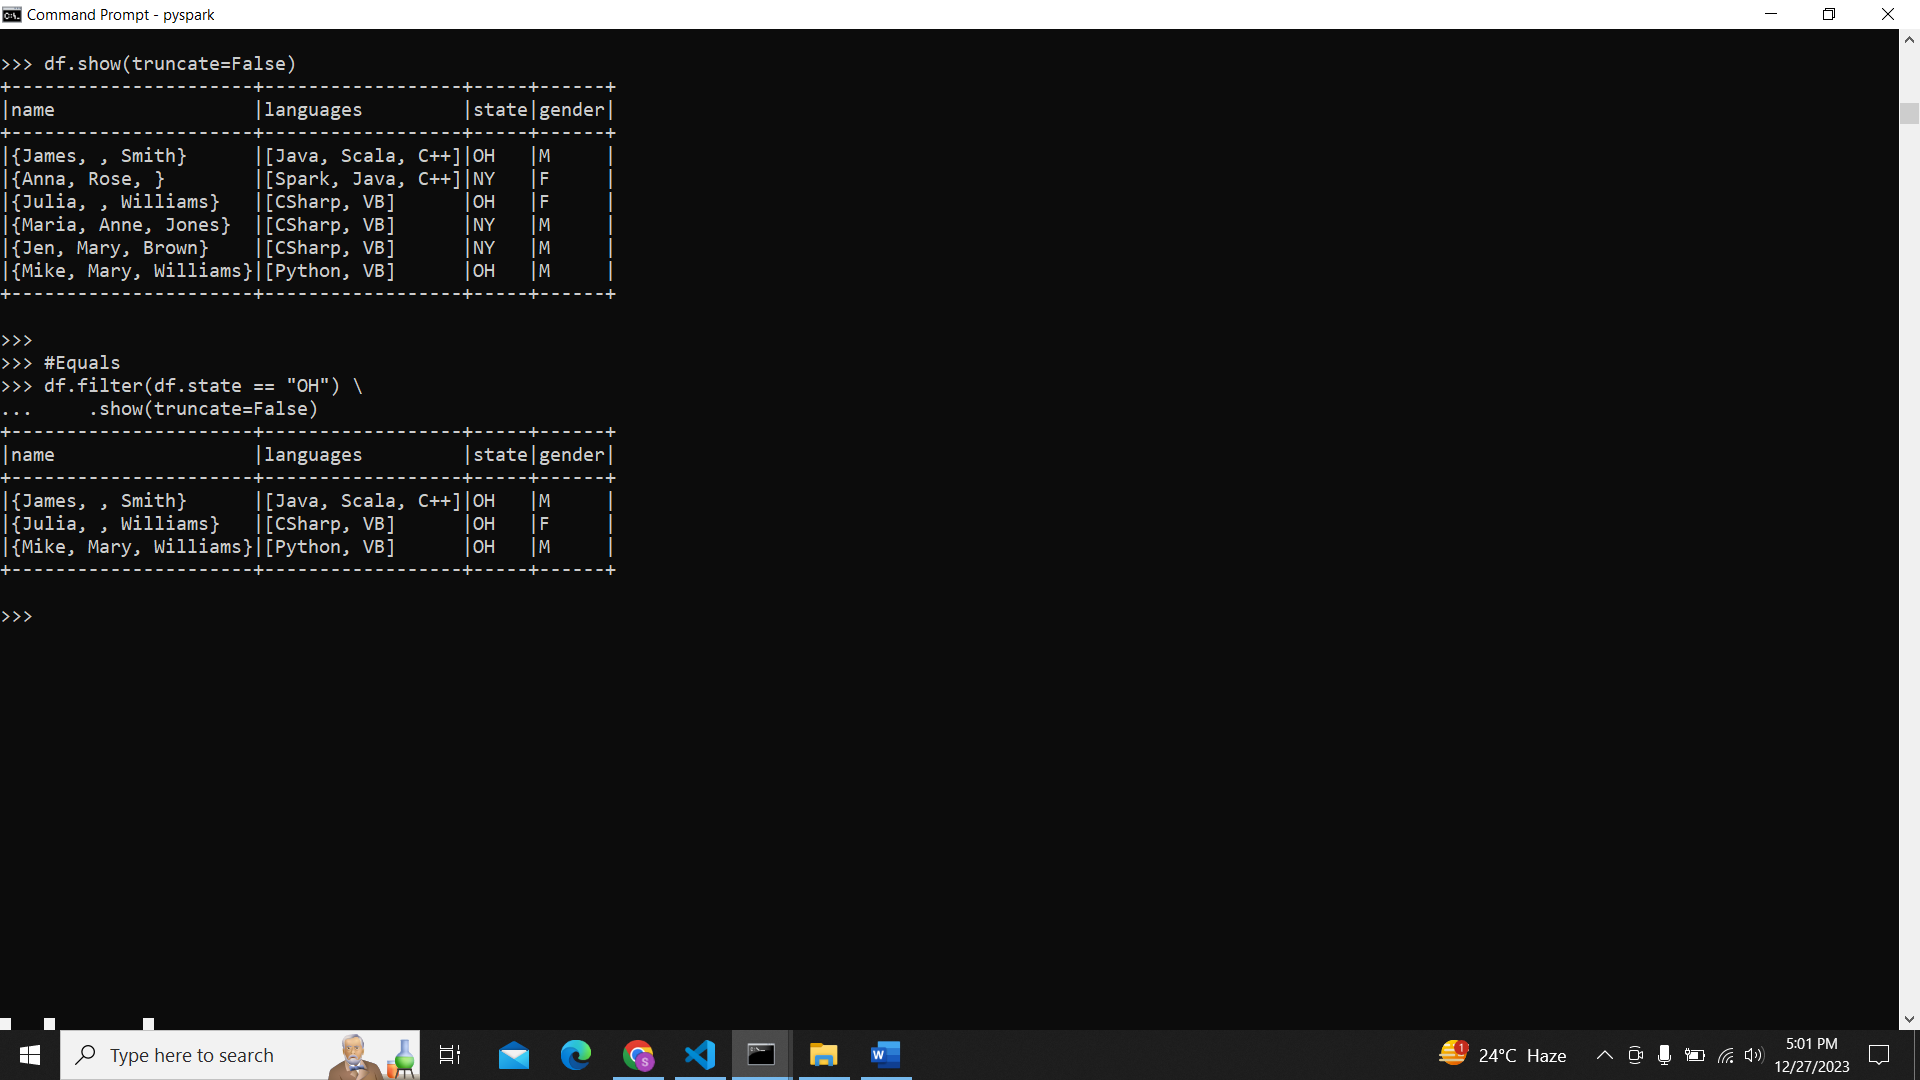 Command Prompt - pyspark
>>> df.show(truncate=False)
+----------------------+------------------+-----+------+
|name                  |languages         |state|gender|
+----------------------+------------------+-----+------+
|{James, , Smith}      |[Java, Scala, C++]|OH   |M     |
|{Anna, Rose, }        |[Spark, Java, C++]|NY   |F     |
|{Julia, , Williams}   |[CSharp, VB]      |OH   |F     |
|{Maria, Anne, Jones}  |[CSharp, VB]      |NY   |M     |
|{Jen, Mary, Brown}    |[CSharp, VB]      |NY   |M     |
|{Mike, Mary, Williams}|[Python, VB]      |OH   |M     |
+----------------------+------------------+-----+------+
>>>
>>> #Equals
>>> df.filter(df.state == "OH") \
...     .show(truncate=False)
+----------------------+------------------+-----+------+
|name                  |languages         |state|gender|
+----------------------+------------------+-----+------+
|{James, , Smith}      |[Java, Scala, C++]|OH   |M     |
|{Julia, , Williams}   |[CSharp, VB]      |OH   |F     |
|{Mike, Mary, Williams}|[Python, VB]      |OH   |M     |
+----------------------+------------------+-----+------+
>>>
Type here to search
1
24°C Haze
5:01 PM
12/27/2023